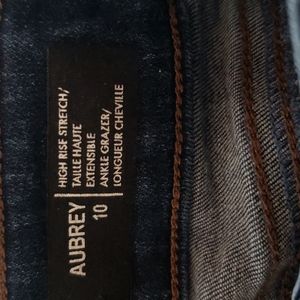 AUBREY
10
HIGH RISE STRETCH/
TAILLE HAUTE
EXTENSIBLE
ANKLE GRAZER/
LONGUEUR CHEVILLE